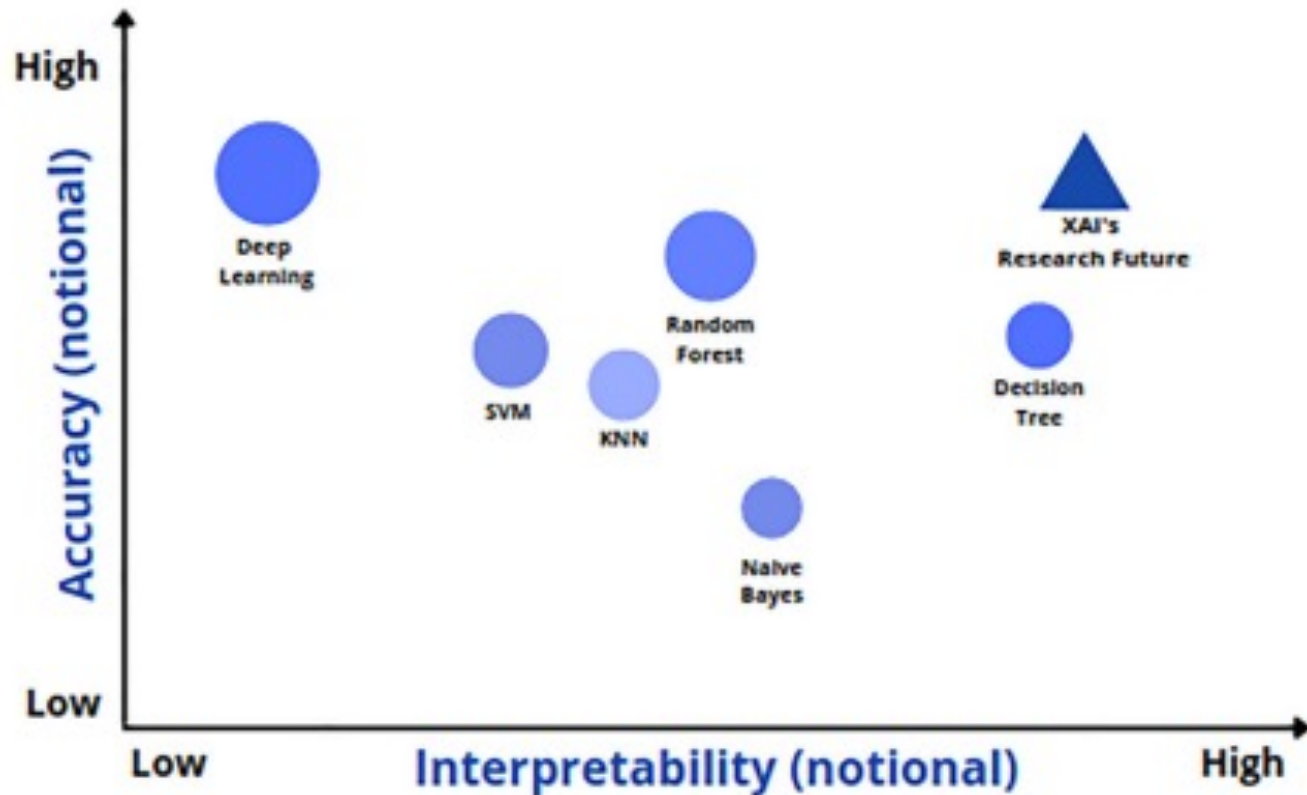 High
Accuracy (notional)
Deep
Learning
XAI's
Research Future
Random
Forest
SVM
KNN
Decision
Tree
Naive
Bayes
Low
Low
Interpretability (notional)
High